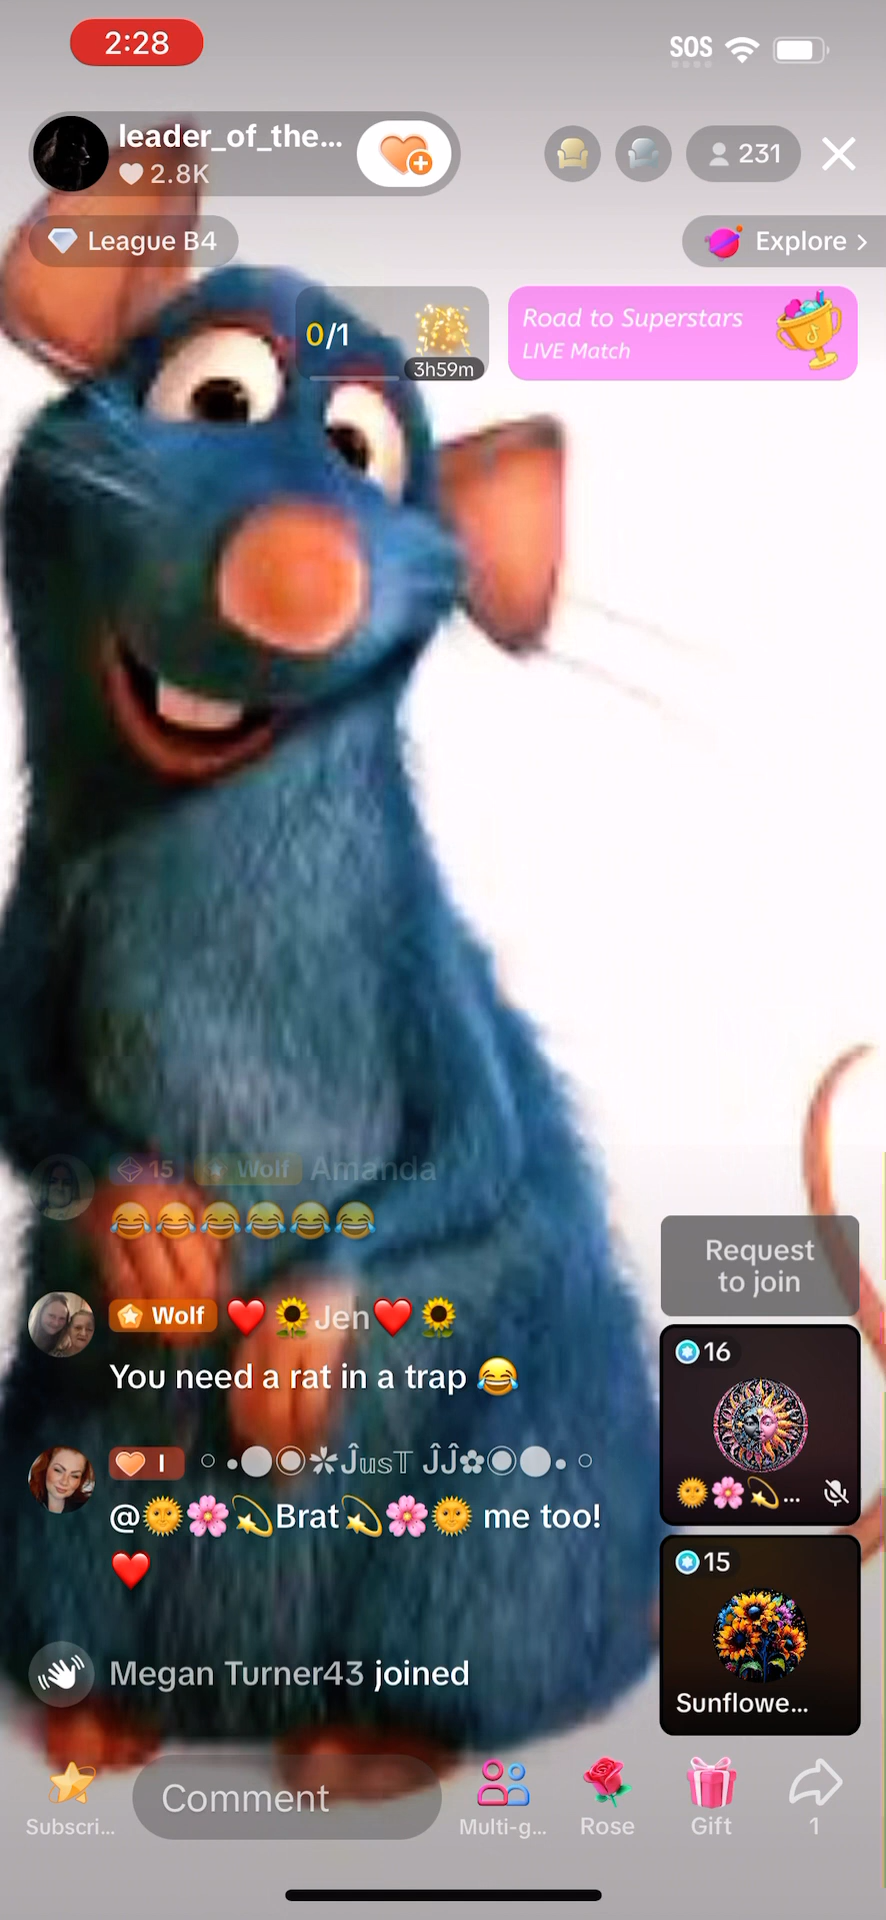 2:28
SOS
leader_of_the...
2.8K
231
League B4
Explore >
0/1
3h59m
Road to Superstars
LIVE Match
15 Wolf Amanda
😂😂😂😂😂😂
Wolf ❤️🌻Jen❤️🌻
You need a rat in a trap 😂
I ○ •⬤◉✲Ĵus𝕋 ĴĴ✿◉⬤• ○
@🌞🌸💫Brat💫🌸🌞 me too!
❤️
Megan Turner43 joined
Request
to join
16
🌞🌸💫...
15
Sunflowe...
Comment
Subscri...
Multi-g...
Rose
Gift
1